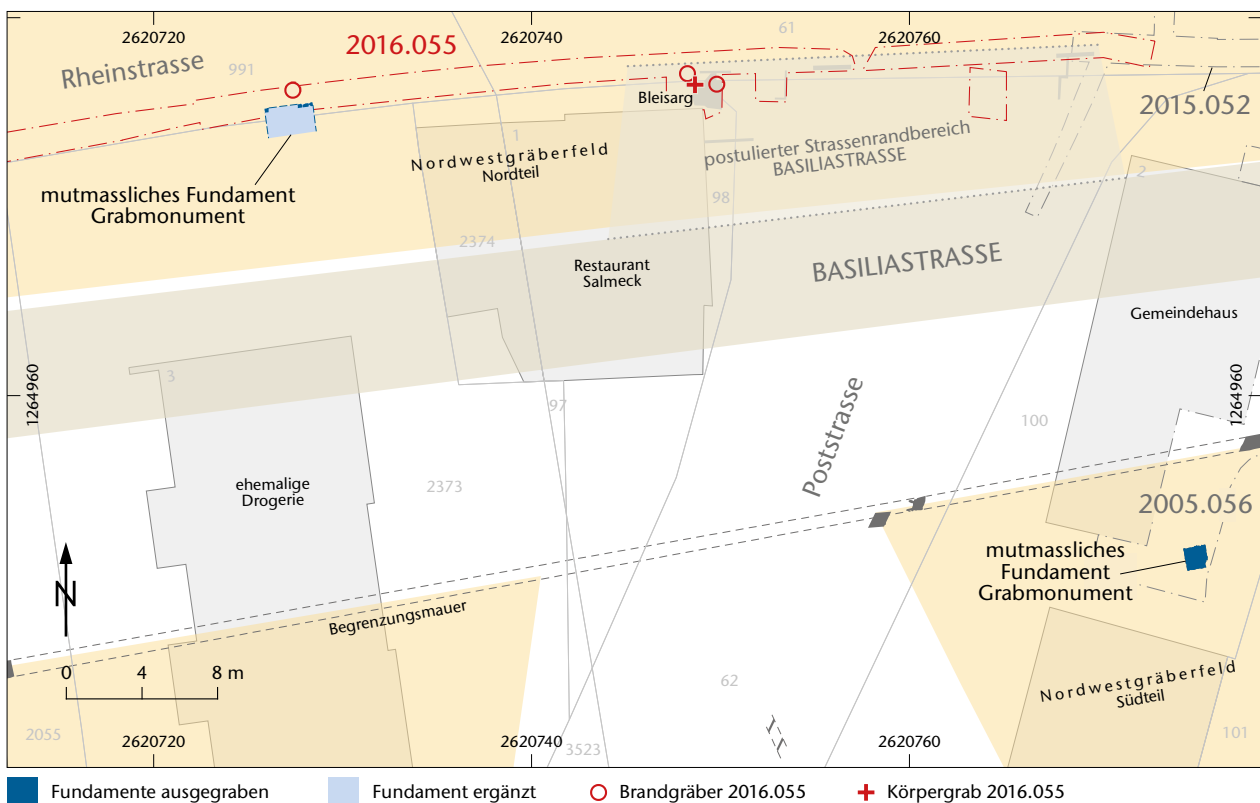 2620720
2620740
2620760
61
2016.055
991
Rheinstrasse
Bleisarg
2015.052
1
postulierter Strassenrandbereich
BASILIASTRASSE
Nordwestgräberfeld
Nordteil
2
mutmassliches Fundament
Grabmonument
98
2374
BASILIASTRASSE
Restaurant
Salmeck
Gemeindehaus
3
1264960
1264960
97
100
Poststrasse
ehemalige
Drogerie
2373
2005.056
mutmassliches
Fundament
Grabmonument
N
Begrenzungsmauer
0 4 8 m
62
Nordwestgräberfeld
Südteil
2055
2620720
2620740
3523
2620760
101
Fundamente ausgegraben
Fundament ergänzt
Brandgräber 2016.055
Körpergrab 2016.055